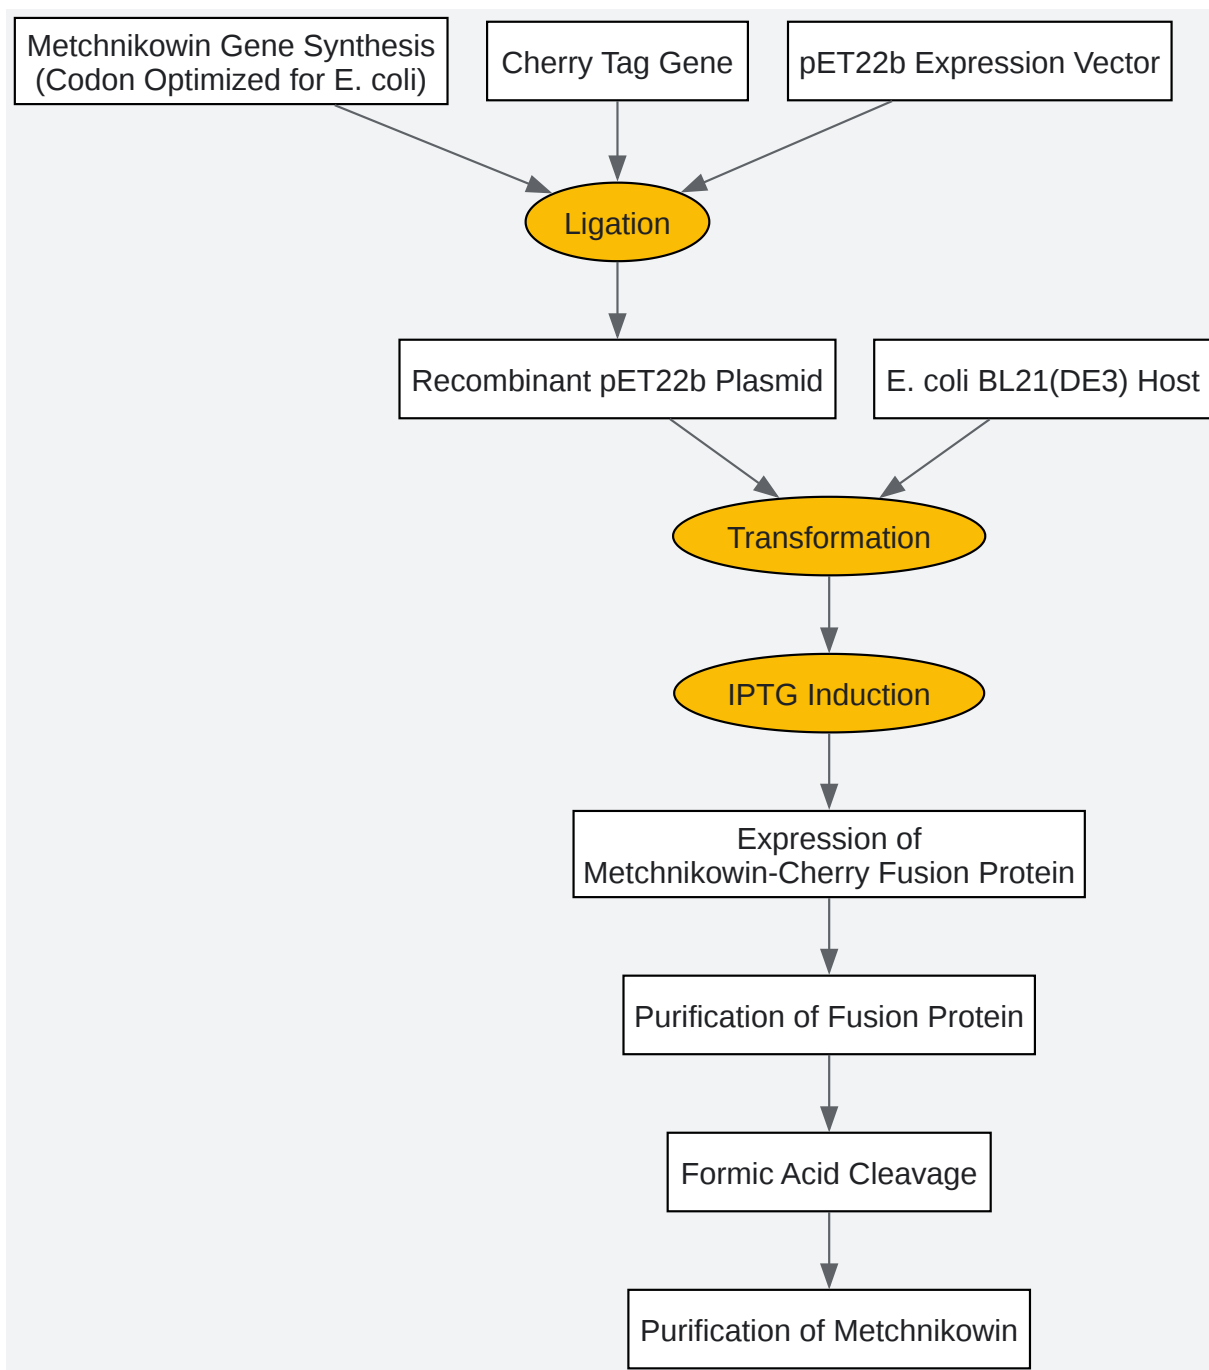 Metchnikowin Gene Synthesis
(Codon Optimized for E. coli)
Cherry Tag Gene
pET22b Expression Vector
Ligation
Recombinant pET22b Plasmid
E. coli BL21(DE3) Host
Transformation
IPTG Induction
Expression of
Metchnikowin-Cherry Fusion Protein
Purification of Fusion Protein
Formic Acid Cleavage
Purification of Metchnikowin